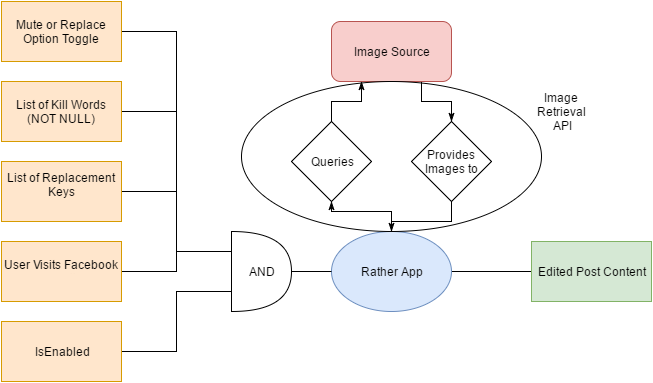 Mute or Replace
Option Toggle
List of Kill Words
(NOT NULL)
List of Replacement
Keys
User Visits Facebook
IsEnabled
AND
Image Source
Queries
Provides
Images to
Image
Retrieval
API
Rather App
Edited Post Content